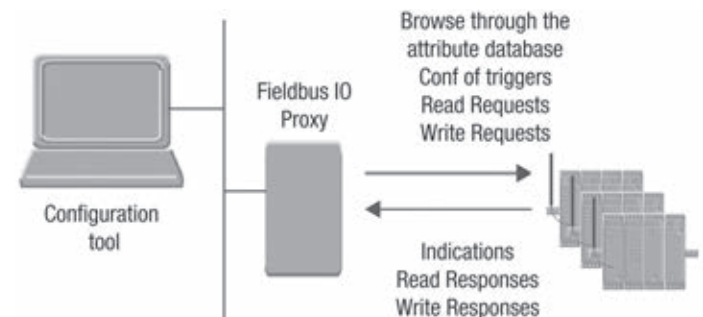 Browse through the
attribute database
Conf of triggers
Read Requests
Write Requests
Fieldbus IO
Proxy
Configuration
tool
Indications
Read Responses
Write Responses